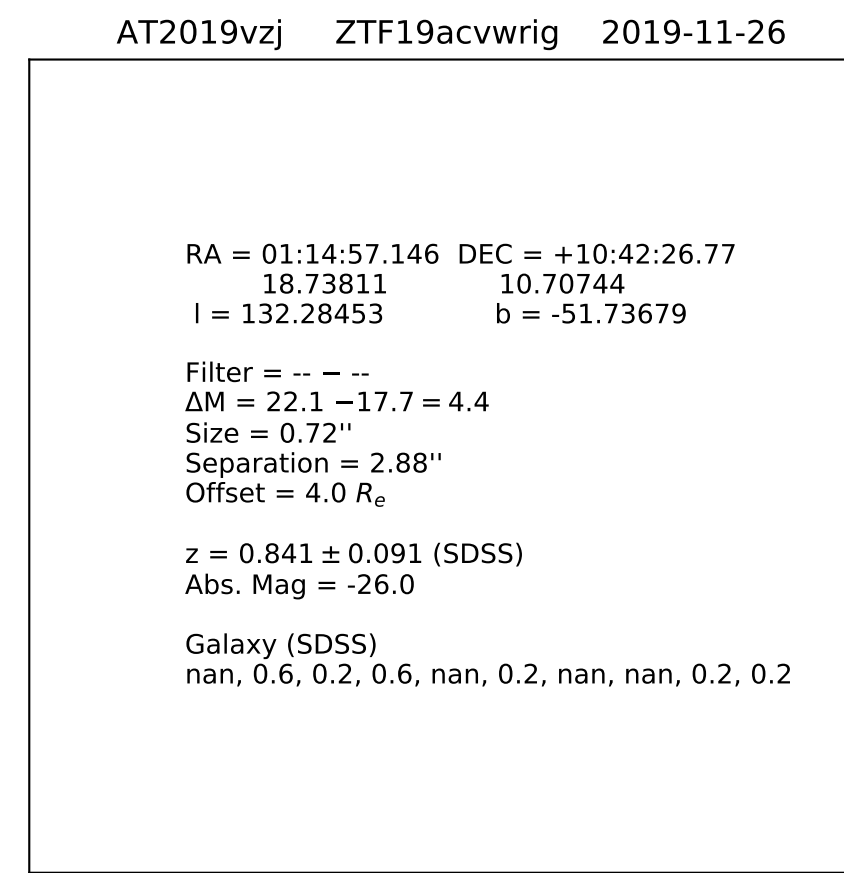 AT2019vzj ZTF19acvwrig 2019-11-26
RA = 01:14:57.146 DEC = +10:42:26.77
18.73811 10.70744
l = 132.28453 b = -51.73679
Filter = -- − --
ΔM = 22.1 −17.7 = 4.4
Size = 0.72''
Separation = 2.88''
Offset = 4.0 Rₑ
z = 0.841 ± 0.091 (SDSS)
Abs. Mag = -26.0
Galaxy (SDSS)
nan, 0.6, 0.2, 0.6, nan, 0.2, nan, nan, 0.2, 0.2